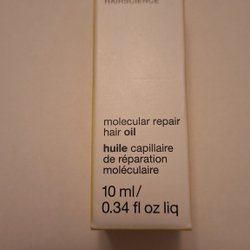 HAIRSCIENCE
molecular repair
hair oil
huile capillaire
de réparation
moléculaire
10 ml/
0.34 fl oz liq